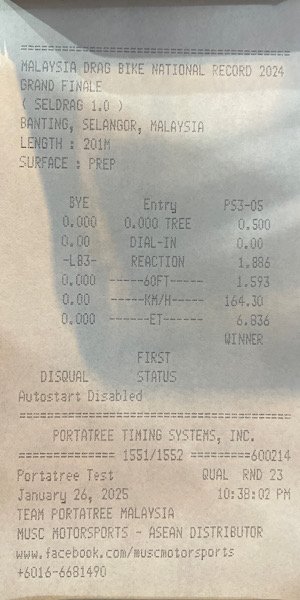 ================================
MALAYSIA DRAG BIKE NATIONAL RECORD 2024
GRAND FINALE
( SELDRAG 1.0 )
BANTING, SELANGOR, MALAYSIA
LENGTH : 201M
SURFACE : PREP
BYE Entry PS3-05
0.000 0.000 TREE 0.500
0.00 DIAL-IN 0.00
-LB3- REACTION 1.886
0.000 ------60FT------ 1.593
0.00 ------KM/H----- 164.30
0.000 -------ET------- 6.836
WINNER
FIRST
DISQUAL STATUS
Autostart Disabled
================================
PORTATREE TIMING SYSTEMS, INC.
============== 1551/1552 =========600214
Portatree Test QUAL RND 23
January 26, 2025 10:38:02 PM
TEAM PORTATREE MALAYSIA
MUSC MOTORSPORTS - ASEAN DISTRIBUTOR
www.facebook.com/muscmotorsports
+6016-6681490